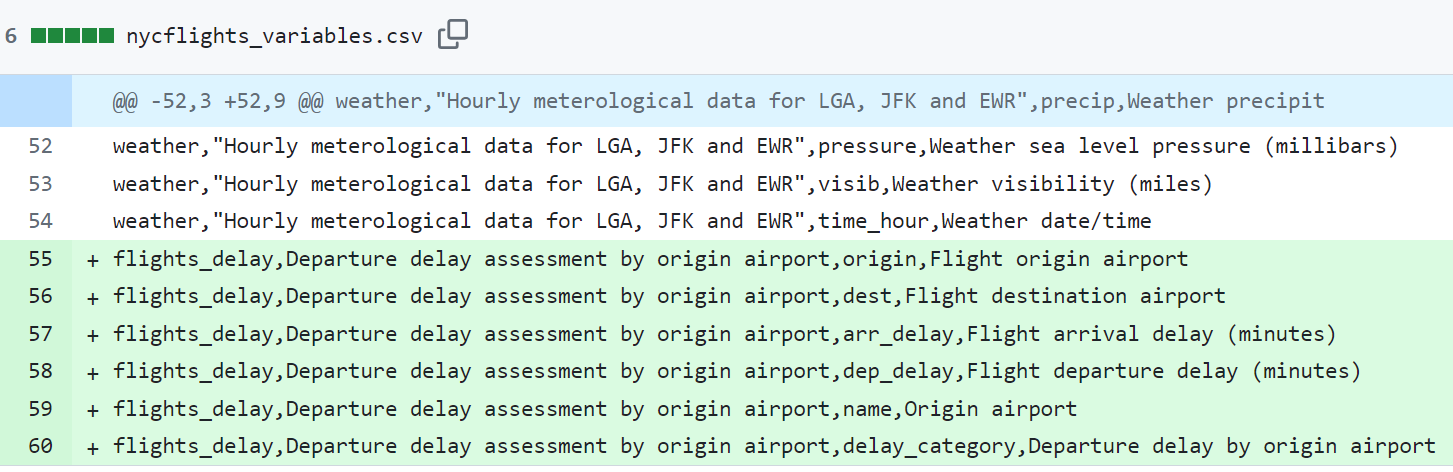 6 nycflights_variables.csv
@@ -52,3 +52,9 @@ weather,"Hourly meterological data for LGA, JFK and EWR",precip,Weather precipit
52 weather,"Hourly meterological data for LGA, JFK and EWR",pressure,Weather sea level pressure (millibars)
53 weather,"Hourly meterological data for LGA, JFK and EWR",visib,Weather visibility (miles)
54 weather,"Hourly meterological data for LGA, JFK and EWR",time_hour,Weather date/time
55 + flights_delay,Departure delay assessment by origin airport,origin,Flight origin airport
56 + flights_delay,Departure delay assessment by origin airport,dest,Flight destination airport
57 + flights_delay,Departure delay assessment by origin airport,arr_delay,Flight arrival delay (minutes)
58 + flights_delay,Departure delay assessment by origin airport,dep_delay,Flight departure delay (minutes)
59 + flights_delay,Departure delay assessment by origin airport,name,Origin airport
60 + flights_delay,Departure delay assessment by origin airport,delay_category,Departure delay by origin airport